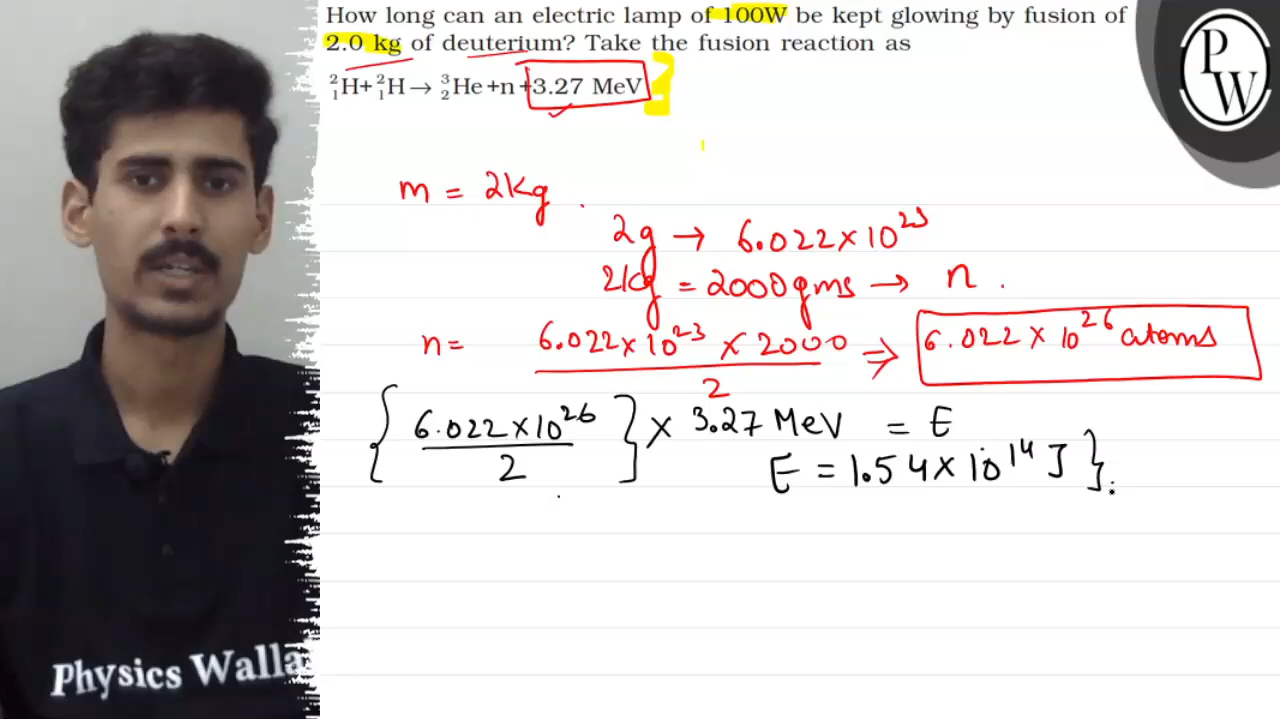 How long can an electric lamp of 100W be kept glowing by fusion of
2.0 kg of deuterium? Take the fusion reaction as
²₁H+²₁H→³₂He+n+3.27 MeV ?
PW
m = 2Kg.
2g → 6.022×10²³
2Kg = 2000gms → n.
n= 6.022×10²³ × 2000 / 2 ⇒ 6.022 × 10²⁶ atoms
{6.022×10²⁶ / 2} × 3.27 MeV = E
E = 1.54×10¹⁴ J}.
Physics Walla